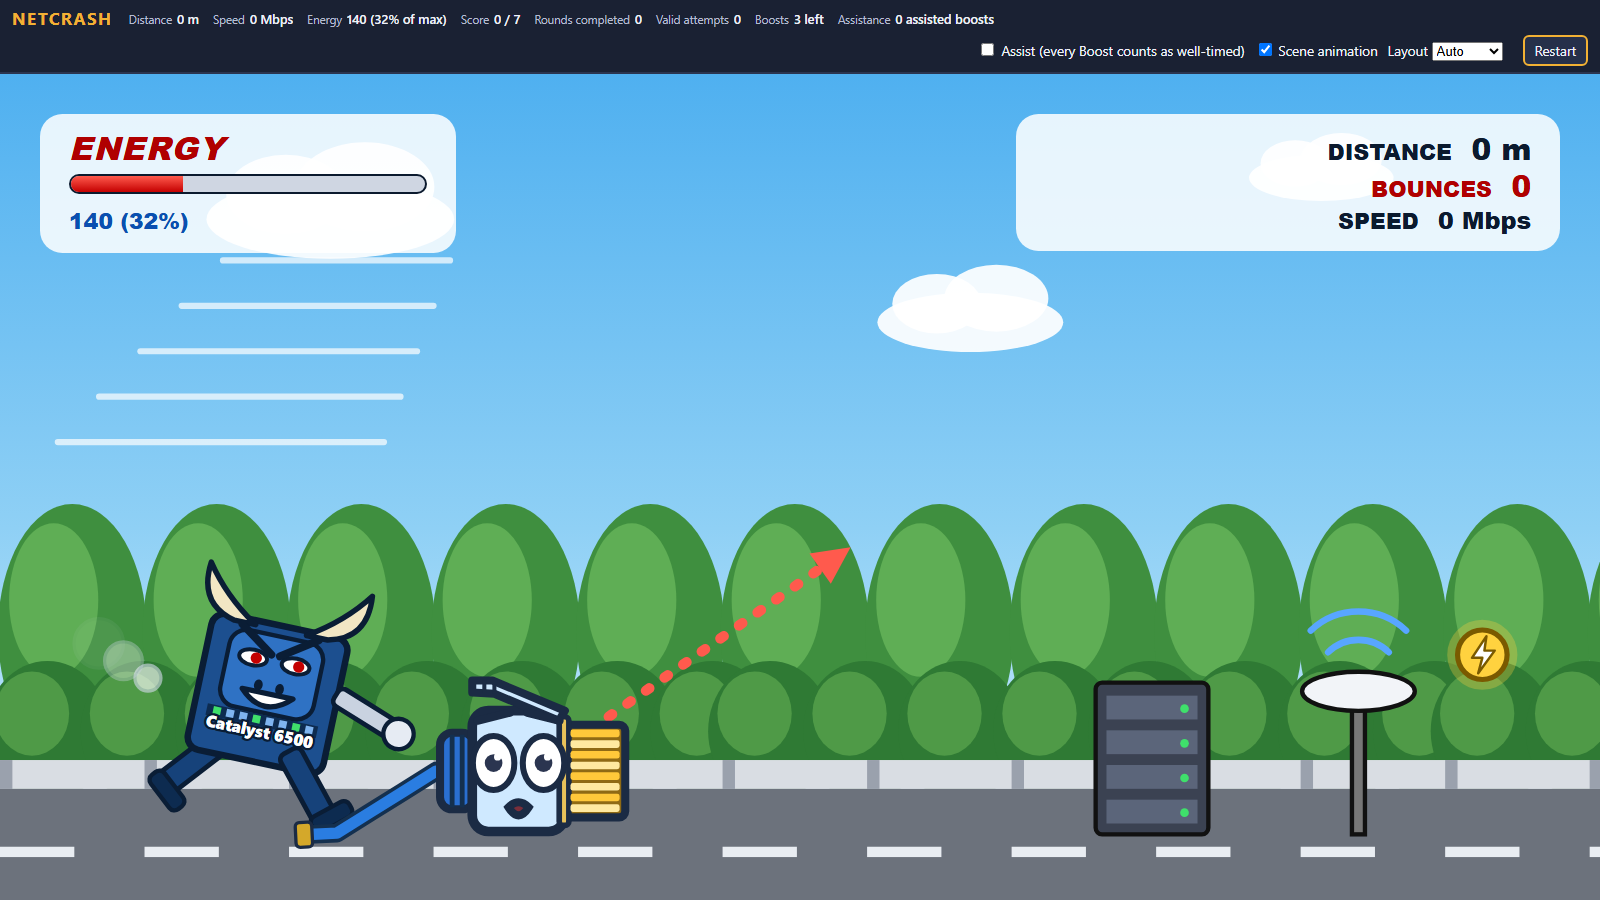 NETCRASH Distance 0 m Speed 0 Mbps Energy 140 (32% of max) Score 0 / 7 Rounds completed 0 Valid attempts 0 Boosts 3 left Assistance 0 assisted boosts
Assist (every Boost counts as well-timed) Scene animation Layout Auto Restart
ENERGY
140 (32%)
DISTANCE 0 m
BOUNCES 0
SPEED 0 Mbps
Catalyst 6500